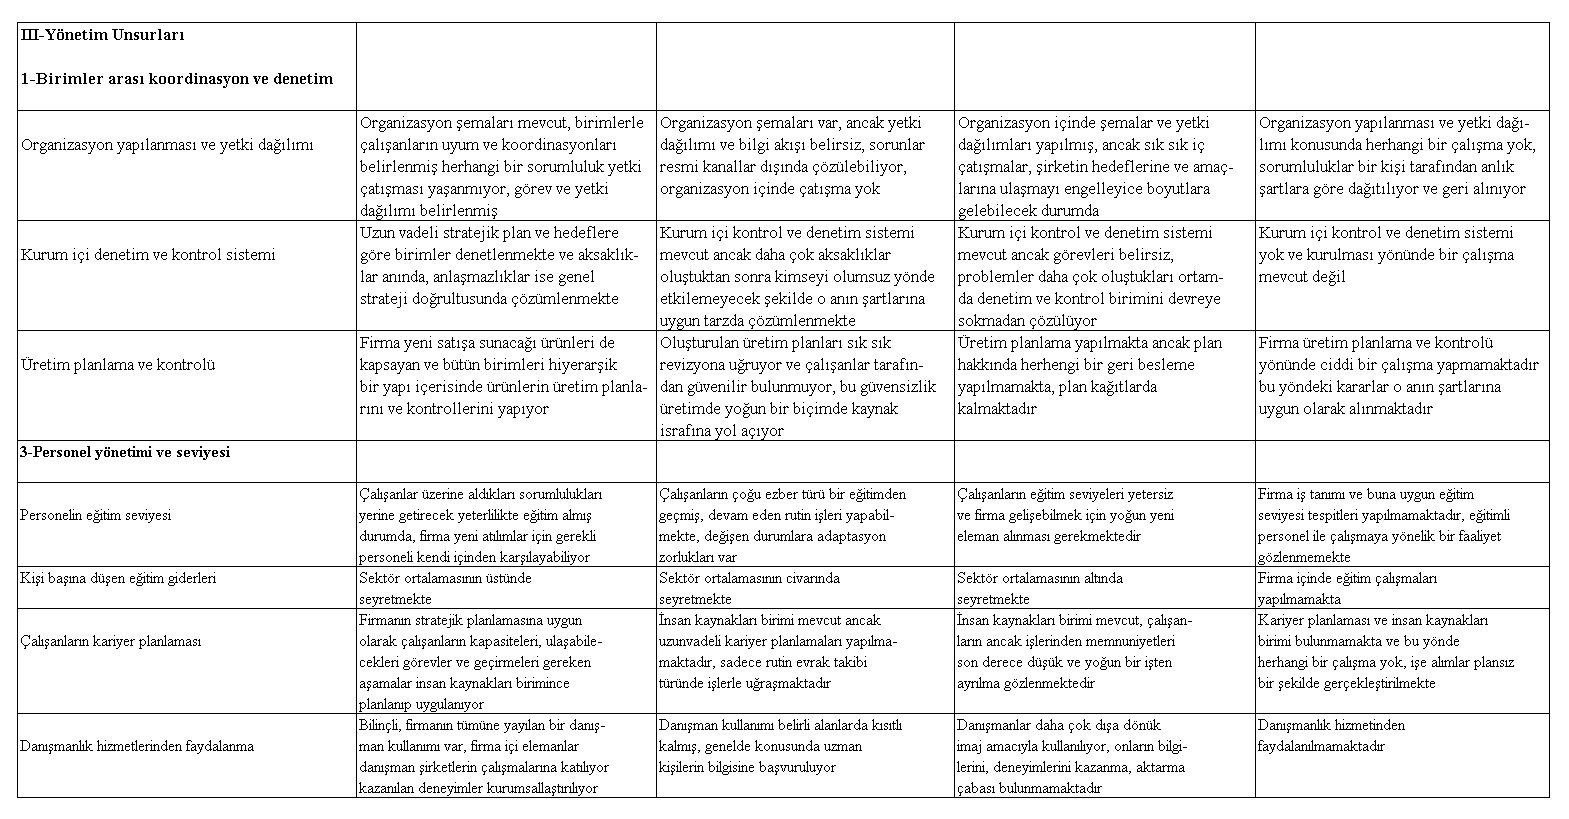 III-Yönetim Unsurları
1-Birimler arası koordinasyon ve denetim
Organizasyon yapılanması ve yetki dağılımı
Organizasyon şemaları mevcut, birimlerle
çalışanların uyum ve koordinasyonları
belirlenmiş herhangi bir sorumluluk yetki
çatışması yaşanmıyor, görev ve yetki
dağılımı belirlenmiş
Organizasyon şemaları var, ancak yetki
dağılımı ve bilgi akışı belirsiz, sorunlar
resmi kanallar dışında çözülebiliyor,
organizasyon içinde çatışma yok
Organizasyon içinde şemalar ve yetki
dağılımları yapılmış, ancak sık sık iç
çatışmalar, şirketin hedeflerine ve amaç-
larına ulaşmayı engelleyice boyutlara
gelebilecek durumda
Organizasyon yapılanması ve yetki dağı-
lımı konusunda herhangi bir çalışma yok,
sorumluluklar bir kişi tarafından anlık
şartlara göre dağıtılıyor ve geri alınıyor
Kurum içi denetim ve kontrol sistemi
Uzun vadeli stratejik plan ve hedeflere
göre birimler denetlenmekte ve aksaklık-
lar anında, anlaşmazlıklar ise genel
strateji doğrultusunda çözümlenmekte
Kurum içi kontrol ve denetim sistemi
mevcut ancak daha çok aksaklıklar
oluştuktan sonra kimseyi olumsuz yönde
etkilemeyecek şekilde o anın şartlarına
uygun tarzda çözümlenmekte
Kurum içi kontrol ve denetim sistemi
mevcut ancak görevleri belirsiz,
problemler daha çok oluştukları ortam-
da denetim ve kontrol birimini devreye
sokmadan çözülüyor
Kurum içi kontrol ve denetim sistemi
yok ve kurulması yönünde bir çalışma
mevcut değil
Üretim planlama ve kontrolü
Firma yeni satışa sunacağı ürünleri de
kapsayan ve bütün birimleri hiyerarşik
bir yapı içerisinde ürünlerin üretim planla-
rını ve kontrollerini yapıyor
Oluşturulan üretim planları sık sık
revizyona uğruyor ve çalışanlar tarafın-
dan güvenilir bulunmuyor, bu güvensizlik
üretimde yoğun bir biçimde kaynak
israfına yol açıyor
Üretim planlama yapılmakta ancak plan
hakkında herhengi bir geri besleme
yapılmamakta, plan kağıtlarda
kalmaktadır
Firma üretim planlama ve kontrolü
yönünde ciddi bir çalışma yapmamaktadır
bu yöndeki kararlar o anın şartlarına
uygun olarak alınmaktadır
3-Personel yönetimi ve seviyesi
Personelin eğitim seviyesi
Çalışanlar üzerine aldıkları sorumlulukları
yerine getirecek yeterlilikte eğitim almış
durumda, firma yeni atılımlar için gerekli
personeli kendi içinden karşılayabiliyor
Çalışanların çoğu ezber türü bir eğitimden
geçmiş, devam eden rutin işleri yapabil-
mekte, değişen durumlara adaptasyon
zorlukları var
Çalışanların eğitim seviyeleri yetersiz
ve firma gelişebilmek için yoğun yeni
eleman alınması gerekmektedir
Firma iş tanımı ve buna uygun eğitim
seviyesi tespitleri yapılmamaktadır, eğitimli
personel ile çalışmaya yönelik bir faaliyet
gözlenmemekte
Kişi başına düşen eğitim giderleri
Sektör ortalamasının üstünde
seyretmekte
Sektör ortalamasının civarında
seyretmekte
Sektör ortalamasının altında
seyretmekte
Firma içinde eğitim çalışmaları
yapılmamakta
Çalışanların kariyer planlaması
Firmanın stratejik planlamasına uygun
olarak çalışanların kapasiteleri, ulaşabile-
cekleri görevler ve geçirmeleri gereken
aşamalar insan kaynakları birimince
planlanıp uygulanıyor
İnsan kaynakları birimi mevcut ancak
uzunvadeli kariyer planlamaları yapılma-
maktadır, sadece rutin evrak takibi
türünde işlerle uğraşmaktadır
İnsan kaynakları birimi mevcut, çalışan-
ların ancak işlerinden memnuniyetleri
son derece düşük ve yoğun bir işten
ayrılma gözlenmektedir
Kariyer planlaması ve insan kaynakları
birimi bulunmamakta ve bu yönde
herhangi bir çalışma yok, işe alımlar plansız
bir şekilde gerçekleştirilmekte
Danışmanlık hizmetlerinden faydalanma
Bilinçli, firmanın tümüne yayılan bir danış-
man kullanımı var, firma içi elemanlar
danışman şirketlerin çalışmalarına katılıyor
kazanılan deneyimler kurumsallaştırılıyor
Danışman kullanımı belirli alanlarda kısıtlı
kalmış, genelde konusunda uzman
kişilerin bilgisine başvuruluyor
Danışmanlar daha çok dışa dönük
imaj amacıyla kullanılıyor, onların bilgi-
lerini, deneyimlerini kazanma, aktarma
çabası bulunmamaktadır
Danışmanlık hizmetinden
faydalanılmamaktadır